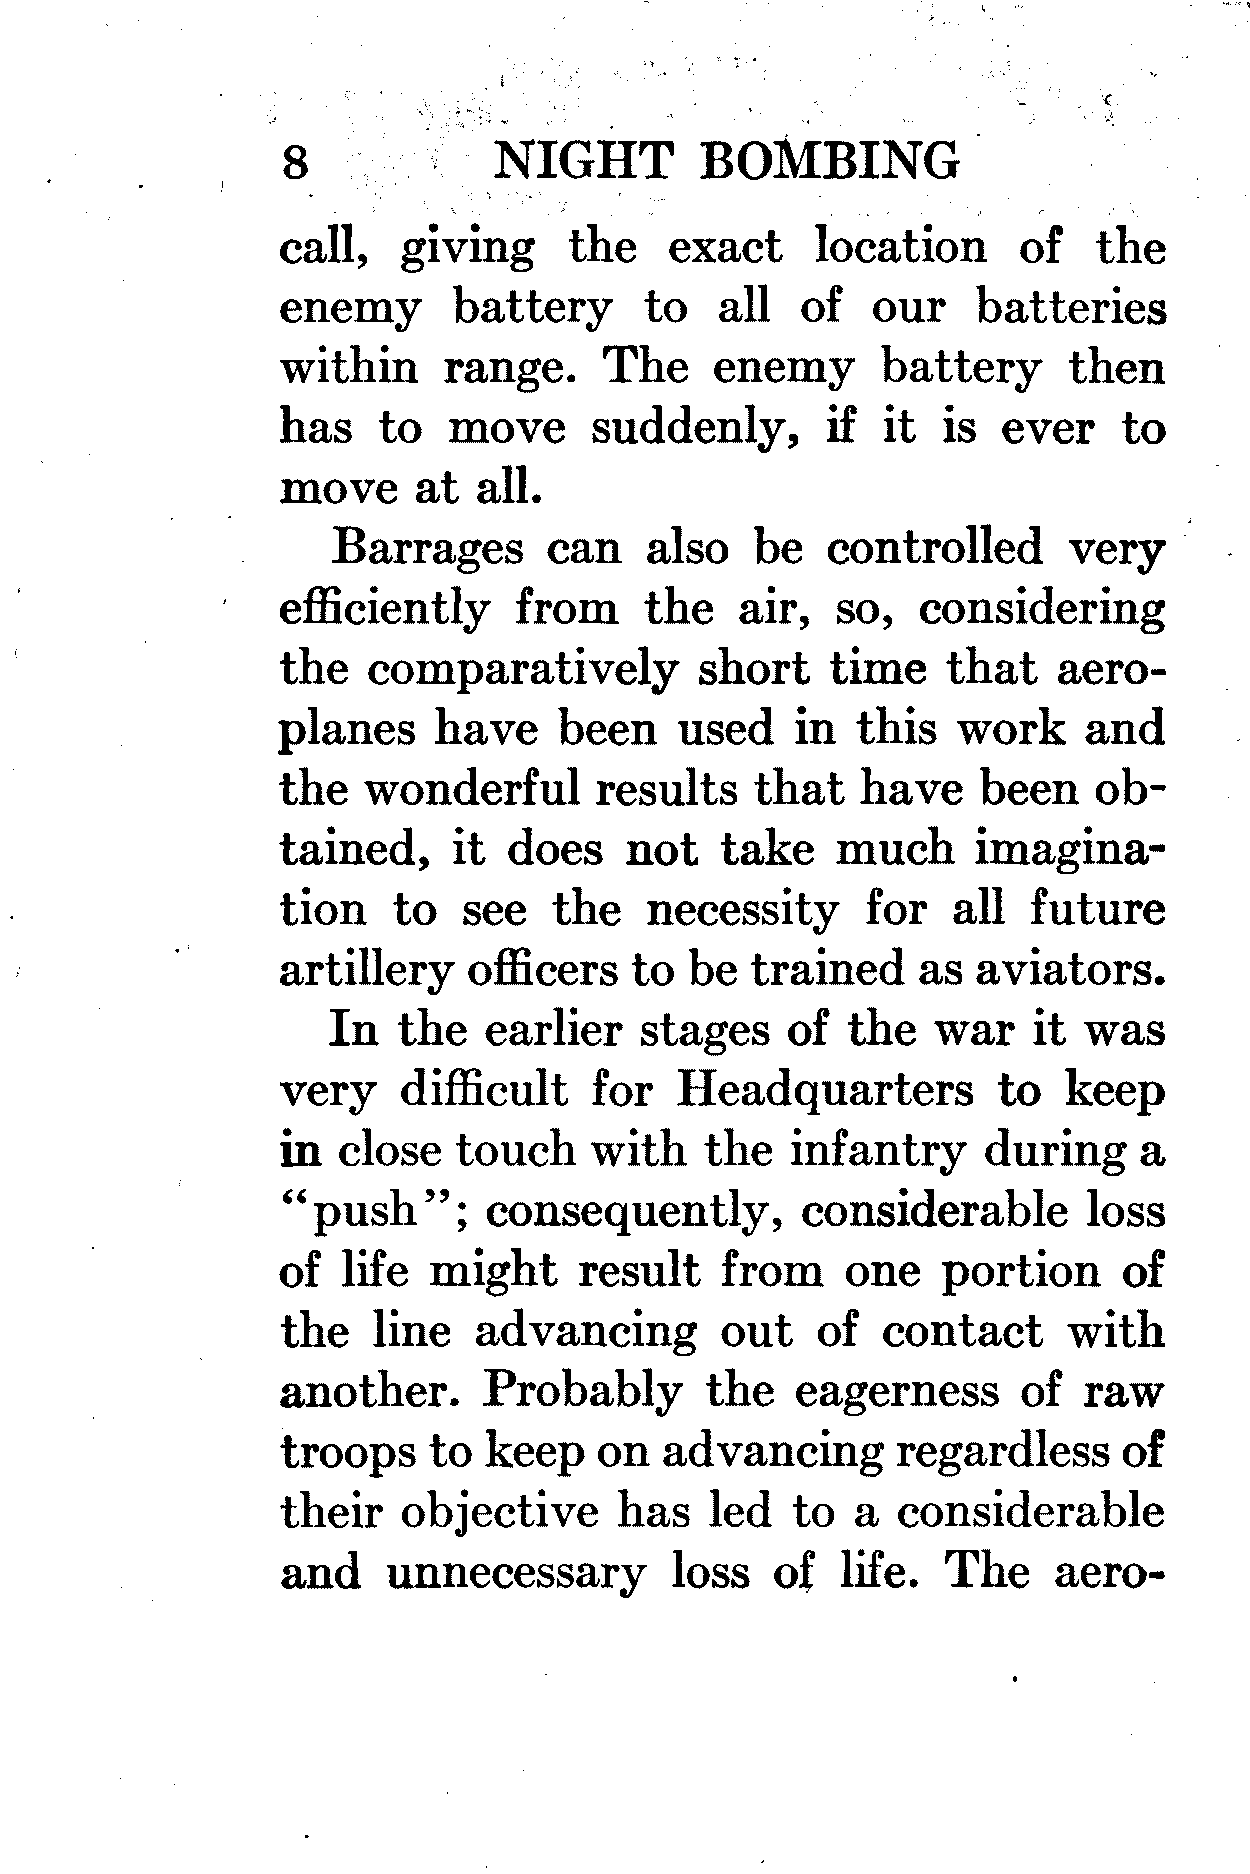 8 NIGHT BOMBING
call, giving the exact location of the
enemy battery to all of our batteries
within range. The enemy battery then
has to move suddenly, if it is ever to
move at all.
Barrages can also be controlled very
efficiently from the air, so, considering
the comparatively short time that aero-
planes have been used in this work and
the wonderful results that have been ob-
tained, it does not take much imagina-
tion to see the necessity for all future
artillery officers to be trained as aviators.
In the earlier stages of the war it was
very difficult for Headquarters to keep
in close touch with the infantry during a
“push”; consequently, considerable loss
of life might result from one portion of
the line advancing out of contact with
another. Probably the eagerness of raw
troops to keep on advancing regardless of
their objective has led to a considerable
and unnecessary loss of life. The aero-